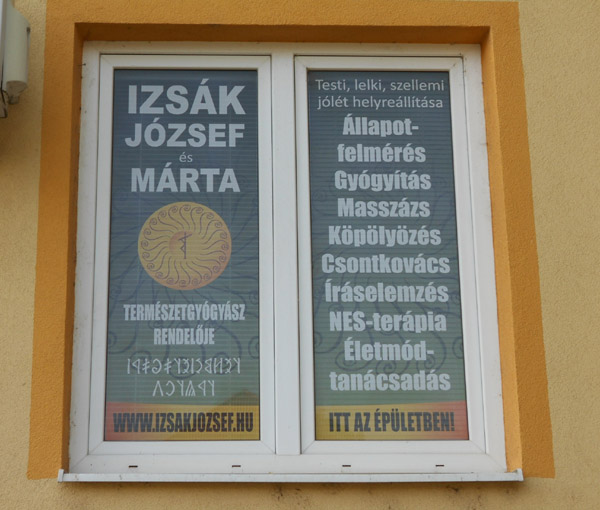 IZSÁK
JÓZSEF
és
MÁRTA
TERMÉSZETGYÓGYÁSZ
RENDELŐJE
WWW.IZSAKJOZSEF.HU
Testi, lelki, szellemi
jólét helyreállítása
Állapot-
felmérés
Gyógyítás
Masszázs
Köpölyözés
Csontkovács
Íráselemzés
NES-terápia
Életmód-
tanácsadás
ITT AZ ÉPÜLETBEN!